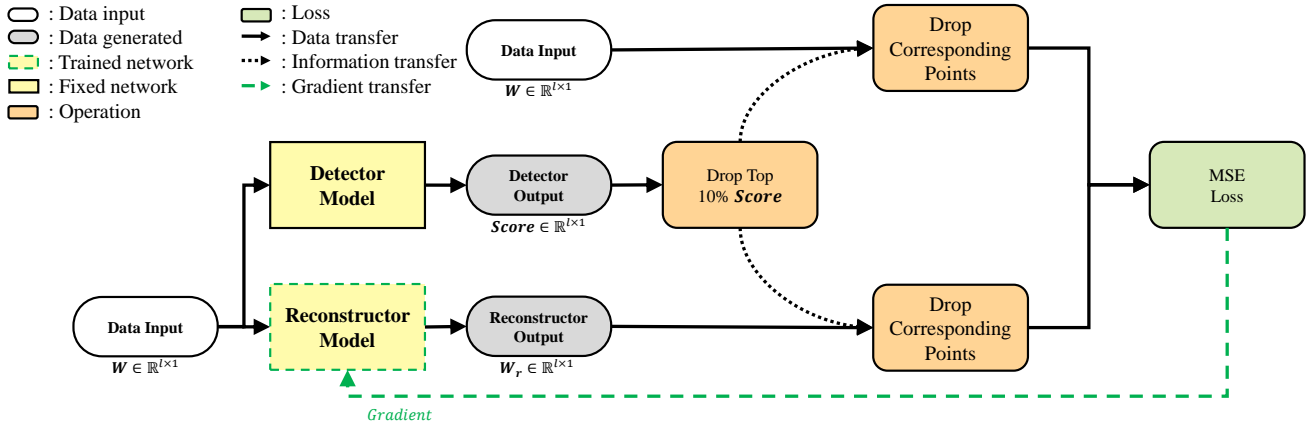 : Data input
: Data generated
: Trained network
: Fixed network
: Operation
: Loss
: Data transfer
: Information transfer
: Gradient transfer
Data Input
W ∈ ℝ^{l×1}
Drop
Corresponding
Points
Detector
Model
Detector
Output
Score ∈ ℝ^{l×1}
Drop Top
10% Score
MSE
Loss
Data Input
W ∈ ℝ^{l×1}
Reconstructor
Model
Reconstructor
Output
W_r ∈ ℝ^{l×1}
Drop
Corresponding
Points
Gradient